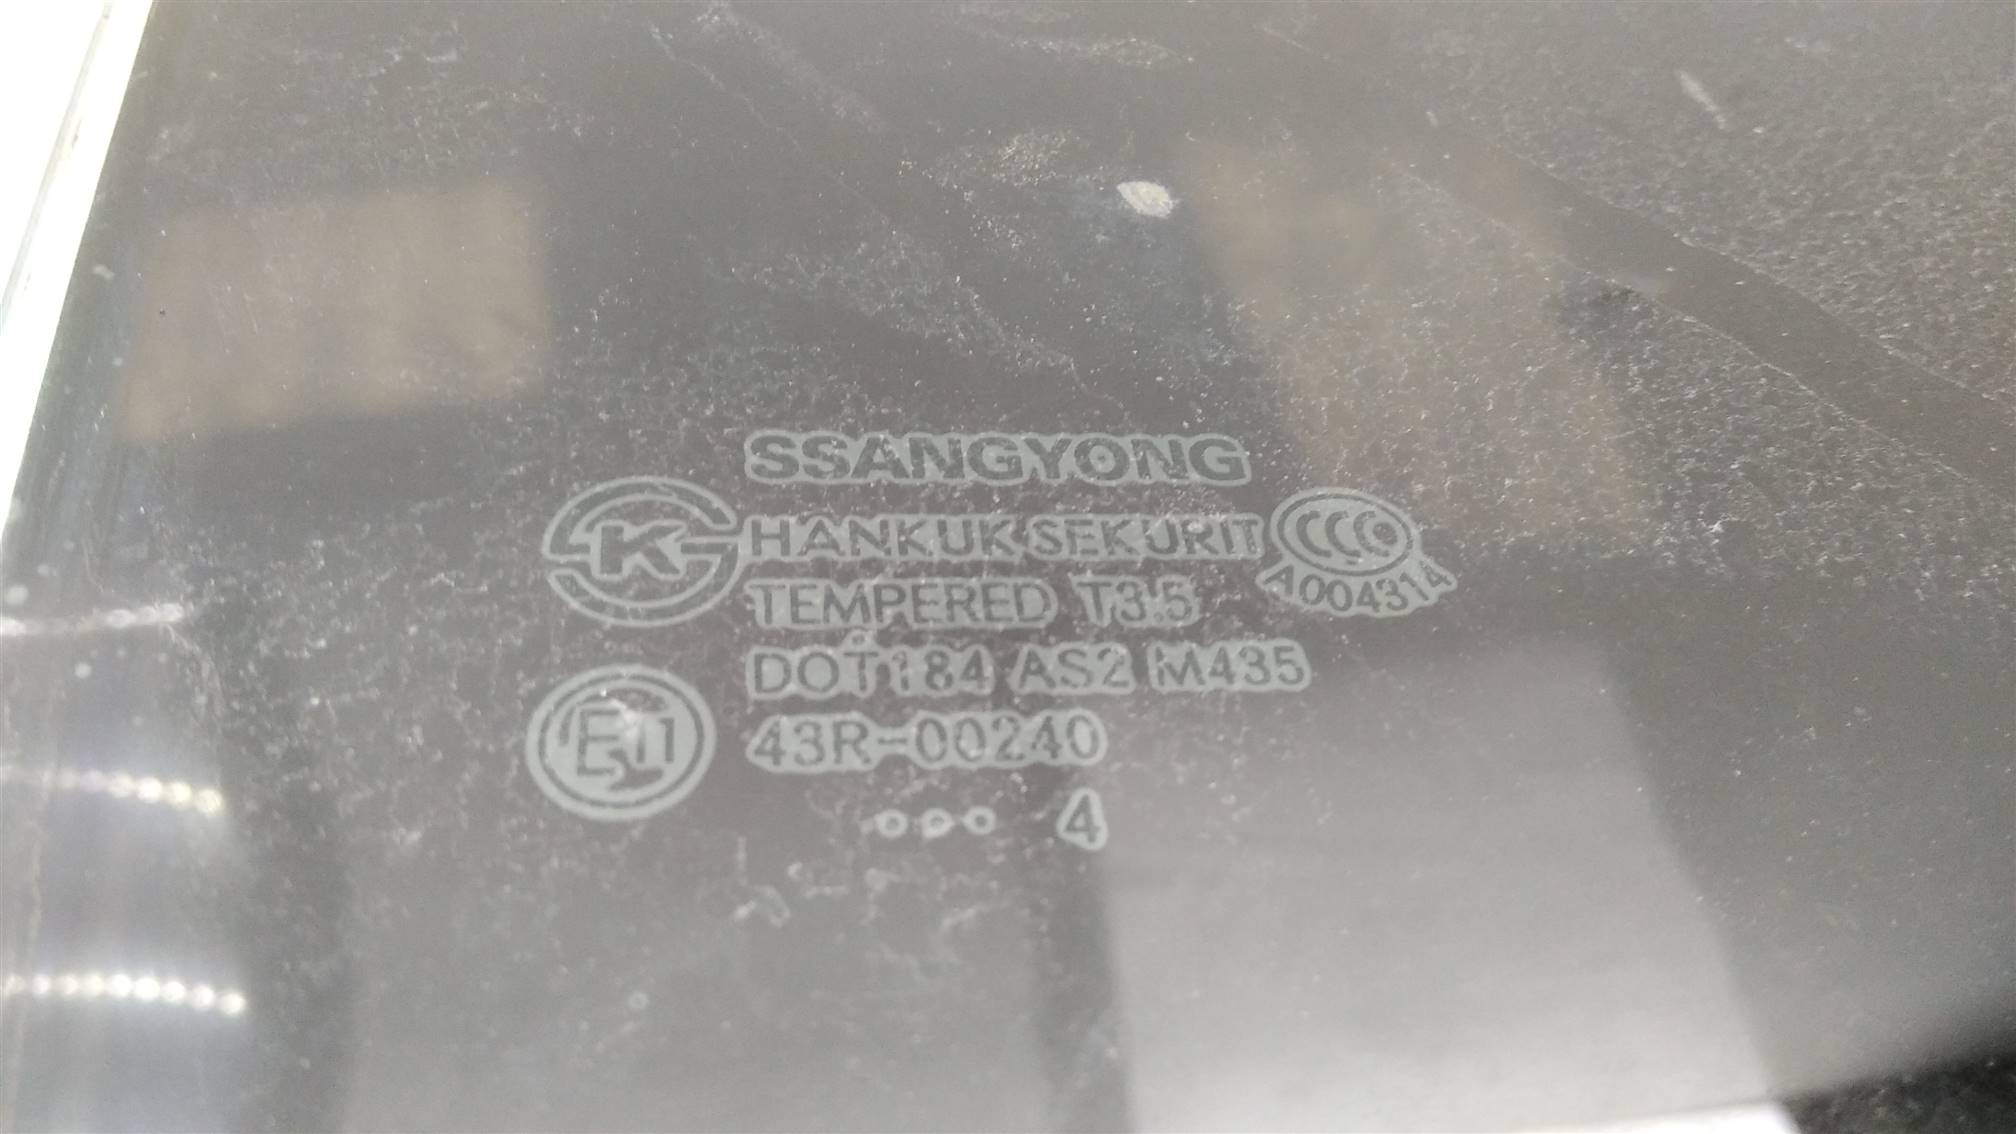 SSANGYONG
K
HANKUK SEKURIT
CCC
A004314
TEMPERED T3.5
DOT184 AS2 M435
E11
43R-00240
4